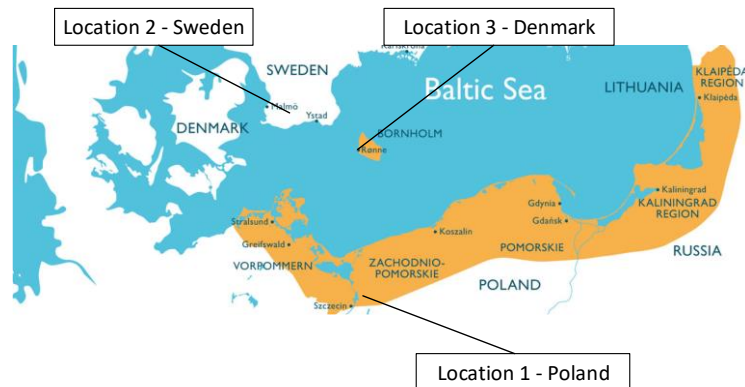 Location 2 - Sweden
Location 3 - Denmark
SWEDEN
KLAIPĖDA
REGION
LITHUANIA
Klaipėda
Baltic Sea
Malmö
Ystad
DENMARK
BORNHOLM
Rønne
Kaliningrad
KALININGRAD
REGION
Gdynia
Gdańsk
Stralsund
Koszalin
Greifswald
POMORSKIE
RUSSIA
VORPOMMERN
ZACHODNIO-
POMORSKIE
POLAND
Szczecin
Location 1 - Poland